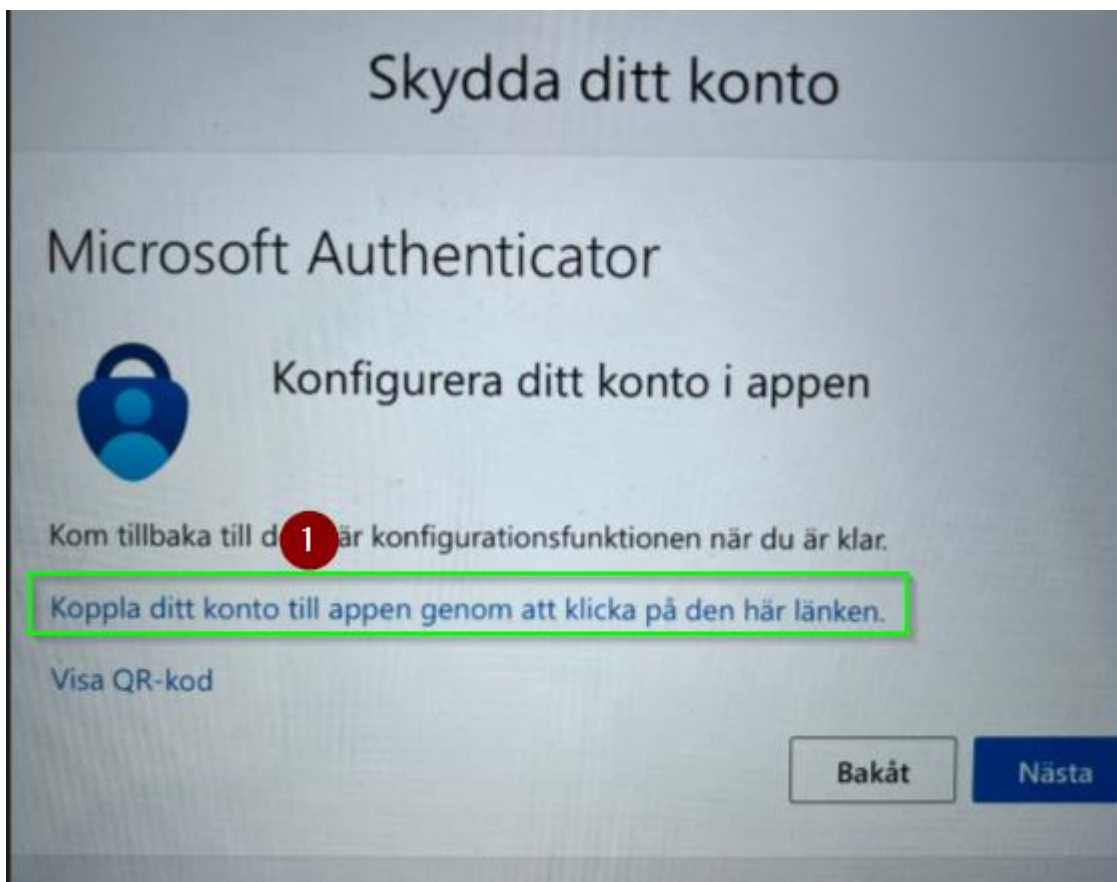 Skydda ditt konto
Microsoft Authenticator
Konfigurera ditt konto i appen
Kom tillbaka till d är konfigurationsfunktionen när du är klar.
1
Koppla ditt konto till appen genom att klicka på den här länken.
Visa QR-kod
Bakåt
Nästa